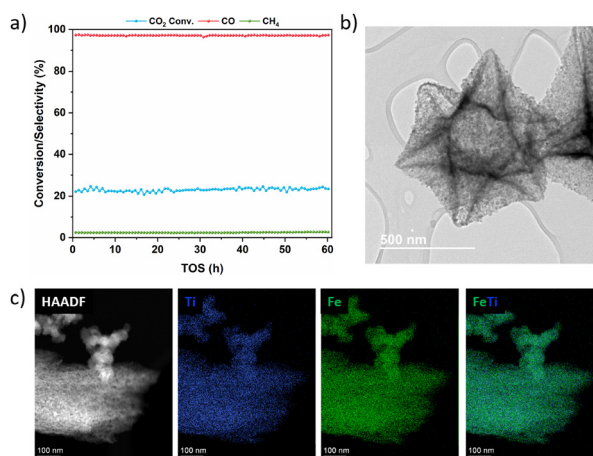 a)
CO₂ Conv. CO CH₄
Conversion/Selectivity (%)
100
80
60
40
20
0
0 10 20 30 40 50 60
TOS (h)
b)
500 nm
c)
HAADF
100 nm
Ti
100 nm
Fe
100 nm
FeTi
100 nm